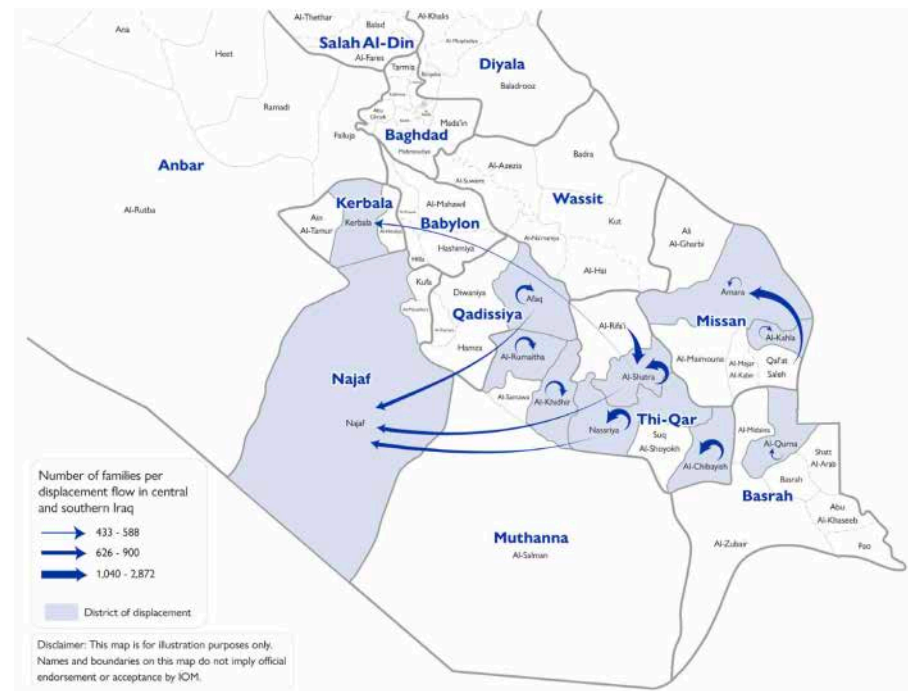 Al-Thethar
Balad
Al-Khalis
Ana
Salah Al-Din
Al-Fares
Heet
Tarmia
Diyala
Baladrooz
Ramadi
Mada'in
Falluja
Baghdad
Mahmoudiya
Badra
Anbar
Al-Azezia
Al-Suwaira
Al-Rutba
Kerbala
Al-Mahawil
Wassit
Ain
Al-Tamur
Kerbala
Babylon
Kut
Ali
Al-Gharbi
Hashimiya
Al-Na'maniya
Hilla
Al-Hai
Kufa
Diwaniya
Afaq
Amara
Qadissiya
Al-Rifa'i
Missan
Al-Kahla
Hamza
Al-Rumaitha
Al-Maimouna
Al-Mejar
Al-Kabir
Qal'at
Saleh
Al-Shatra
Najaf
Al-Samawa
Al-Khidhir
Najaf
Thi-Qar
Nassriya
Suq
Al-Shoyokh
Al-Midaina
Al-Qurna
Al-Chibayish
Shatt
Al-Arab
Basrah
Basrah
Abu
Al-Khaseeb
Muthanna
Al-Salman
Al-Zubair
Fao
Number of families per
displacement flow in central
and southern Iraq
433 - 588
626 - 900
1,040 - 2,872
District of displacement
Disclaimer: This map is for illustration purposes only.
Names and boundaries on this map do not imply official
endorsement or acceptance by IOM.